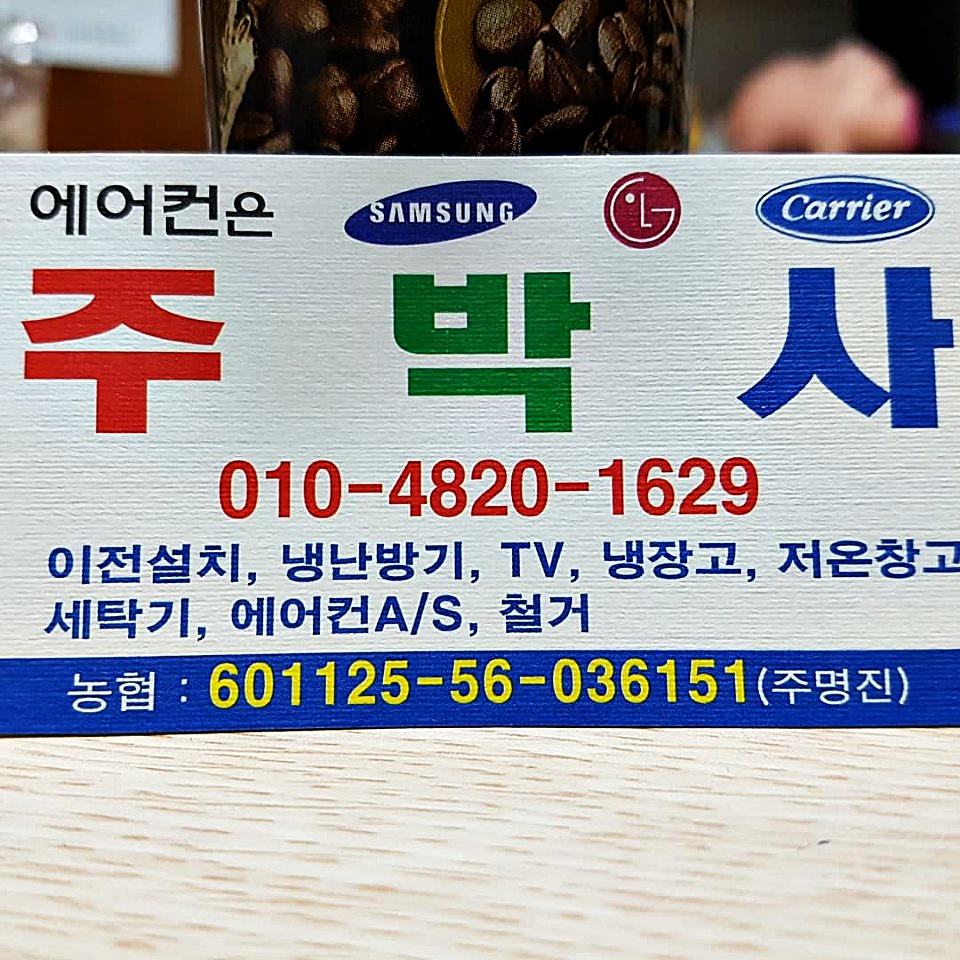 에어컨은 SAMSUNG LG Carrier
주박사
010-4820-1629
이전설치, 냉난방기, TV, 냉장고, 저온창고
세탁기, 에어컨A/S, 철거
농협 : 601125-56-036151(주명진)